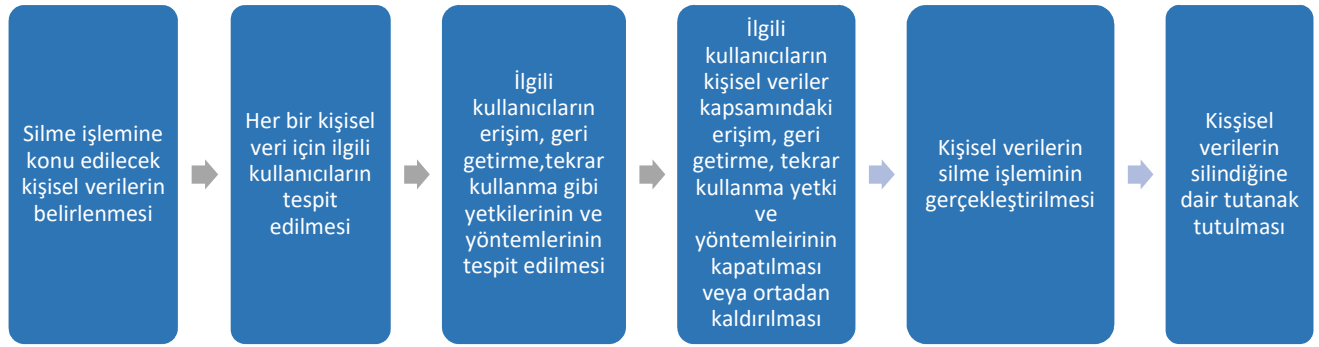 Silme işlemine
konu edilecek
kişisel verilerin
belirlenmesi
Her bir kişisel
veri için ilgili
kullanıcıların
tespit
edilmesi
İlgili
kullanıcıların
erişim, geri
getirme,tekrar
kullanma gibi
yetkilerinin ve
yöntemlerinin
tespit edilmesi
İlgili
kullanıcıların
kişisel veriler
kapsamındaki
erişim, geri
getirme, tekrar
kullanma yetki
ve
yöntemleirinin
kapatılması
veya ortadan
kaldırılması
Kişisel verilerin
silme işleminin
gerçekleştirilmesi
Kisşisel
verilerin
silindiğine
dair tutanak
tutulması